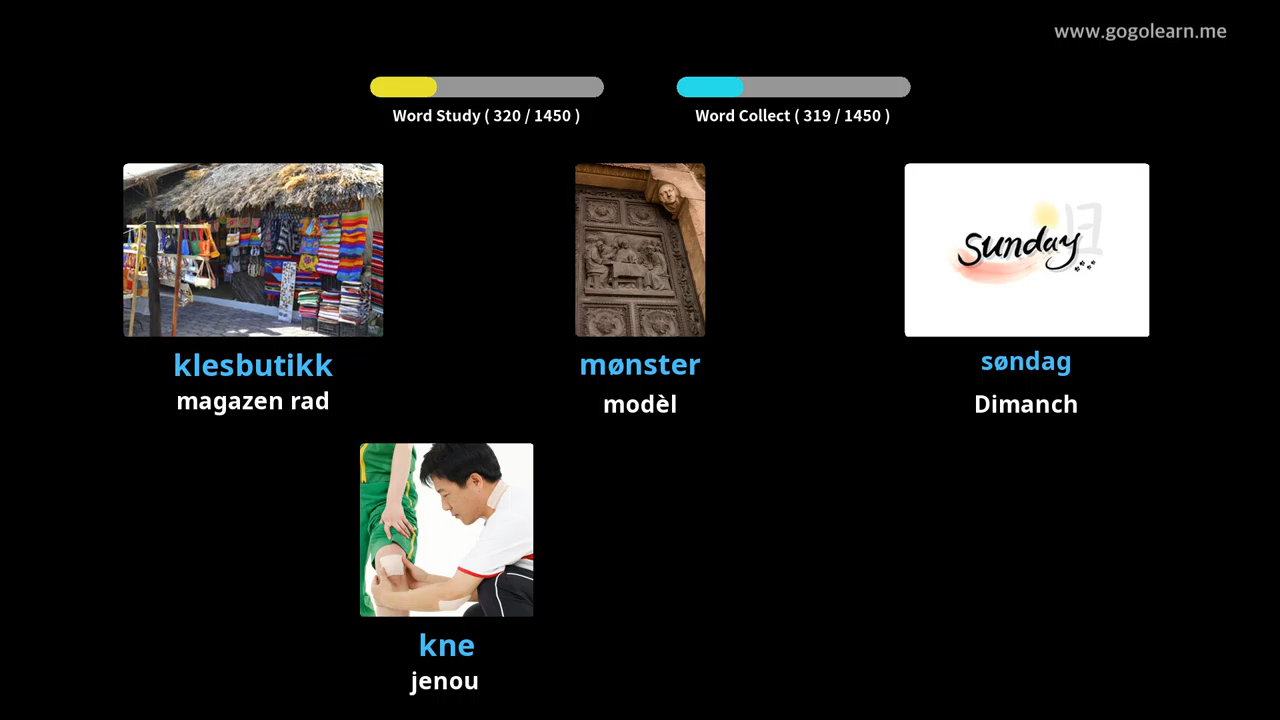 www.gogolearn.me
Word Study ( 320 / 1450 )
Word Collect ( 319 / 1450 )
Sunday
日
klesbutikk
magazen rad
mønster
modèl
søndag
Dimanch
kne
jenou